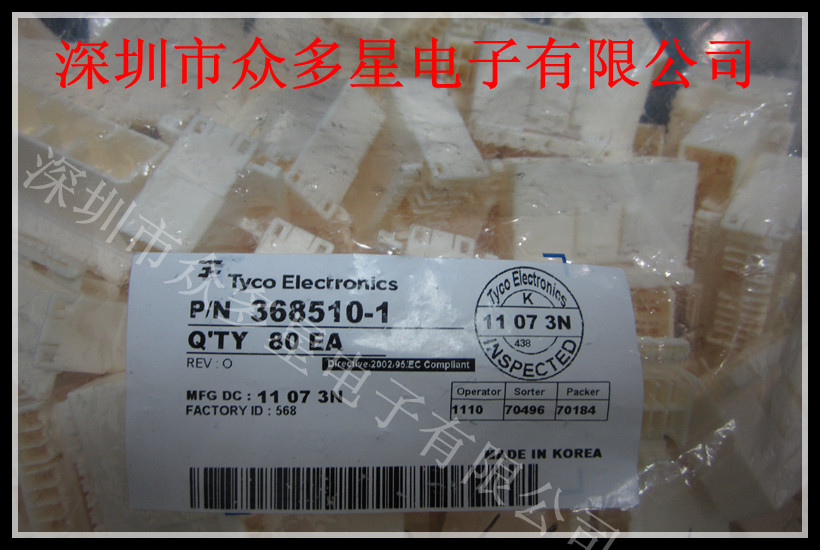 深圳市众多星电子有限公司
深圳市众多星电子有限公司
Tyco Electronics
P/N 368510-1
Q'TY 80 EA
REV : O
Directive 2002/95/EC Compliant
MFG DC : 11 07 3N
FACTORY ID : 568
Tyco Electronics
K
11 07 3N
438
INSPECTED
Operator Sorter Packer
1110 70496 70184
MADE IN KOREA